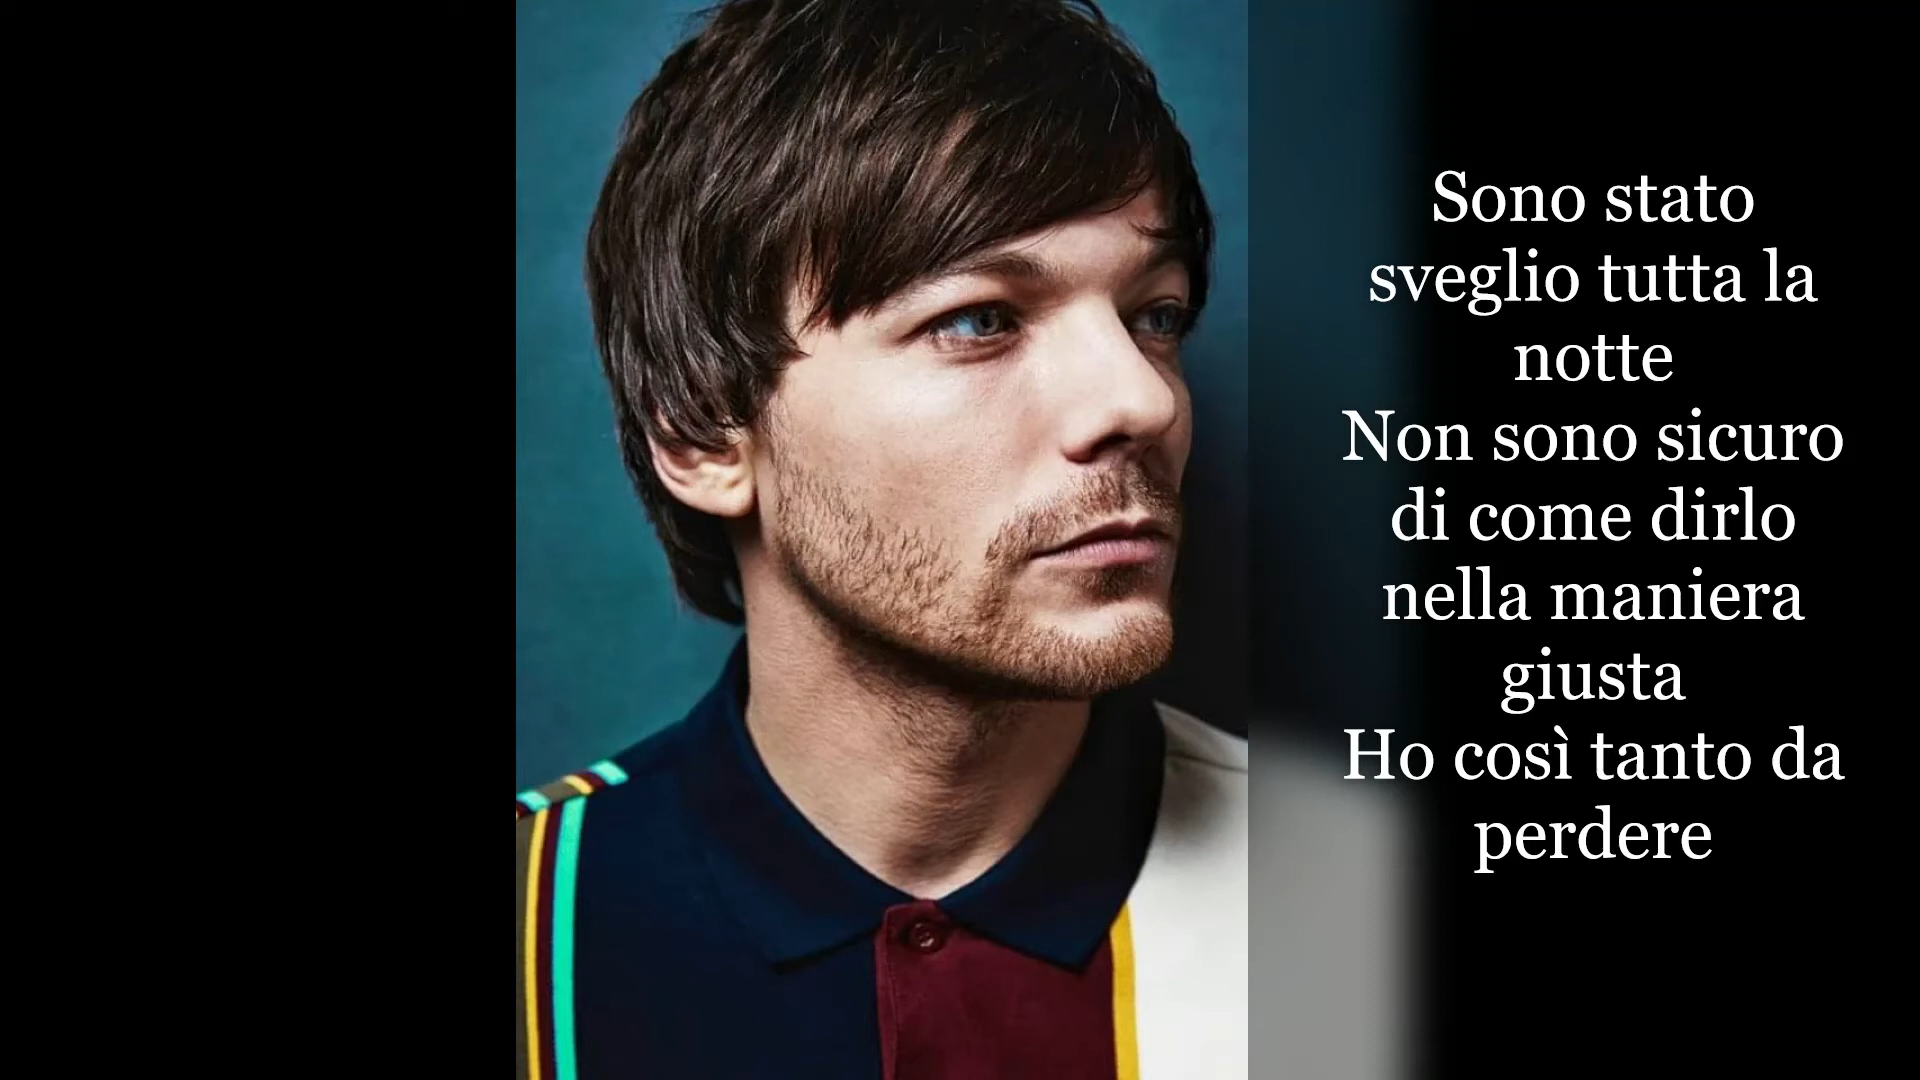 Sono stato
sveglio tutta la
notte
Non sono sicuro
di come dirlo
nella maniera
giusta
Ho così tanto da
perdere